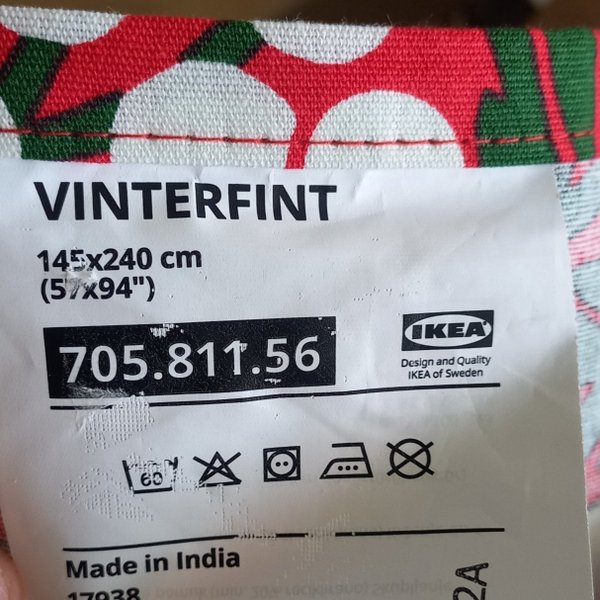 VINTERFINT
145x240 cm
(57x94")
705.811.56
IKEA
Design and Quality
IKEA of Sweden
60
Made in India
17938
2A